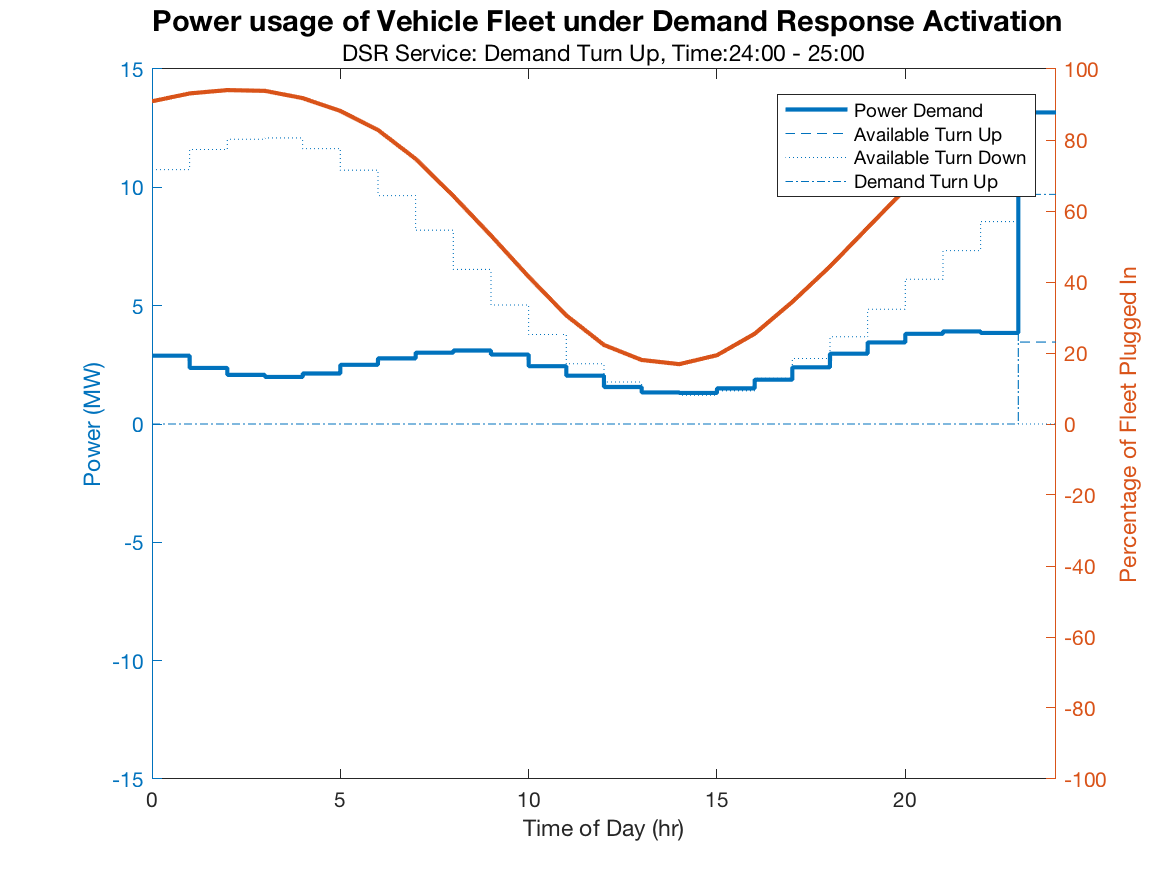 Power usage of Vehicle Fleet under Demand Response Activation
DSR Service: Demand Turn Up, Time:24:00 - 25:00
15
10
5
0
-5
-10
-15
Power (MW)
100
80
60
40
20
0
-20
-40
-60
-80
-100
Percentage of Fleet Plugged In
Power Demand
Available Turn Up
Available Turn Down
Demand Turn Up
0
5
10
15
20
Time of Day (hr)